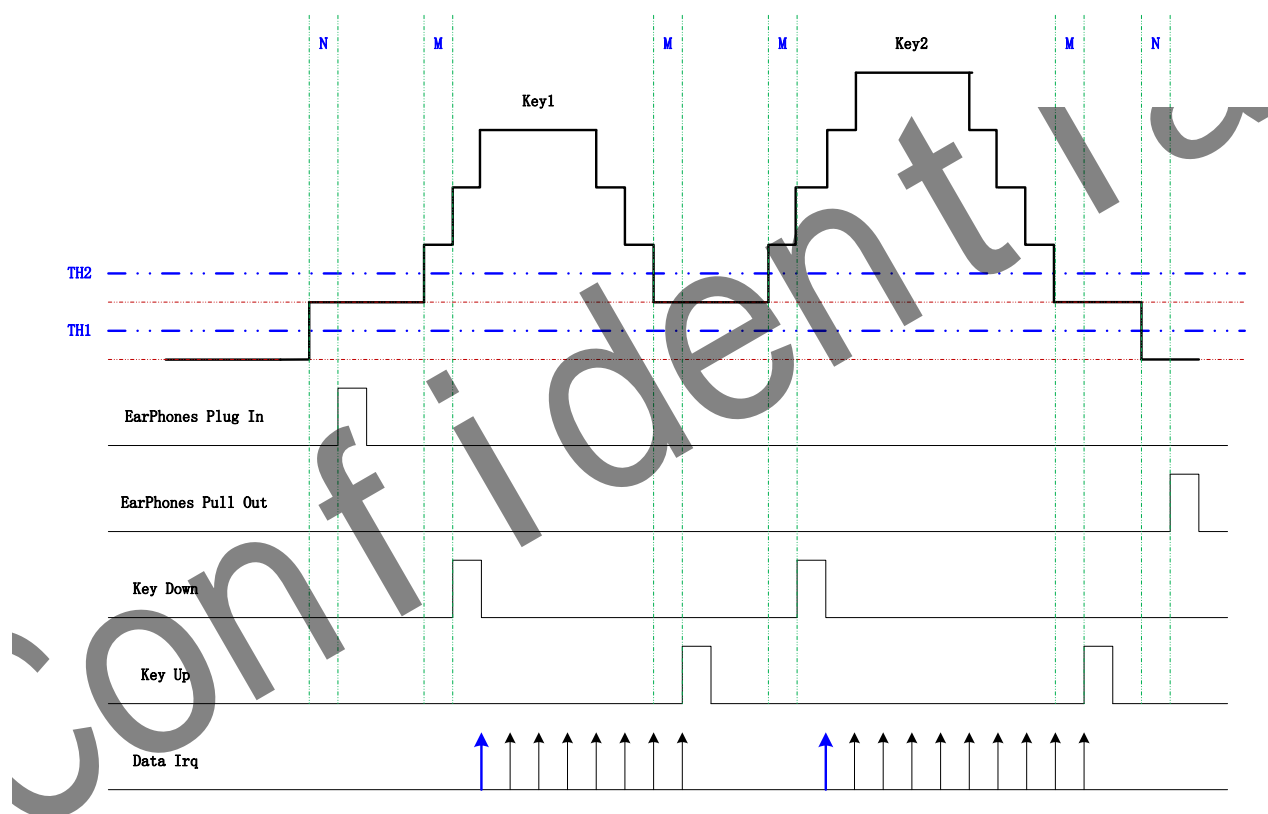 N M M M Key2 M N
Key1
TH2
TH1
EarPhones Plug In
EarPhones Pull Out
Key Down
Key Up
Data Irq
Confidential